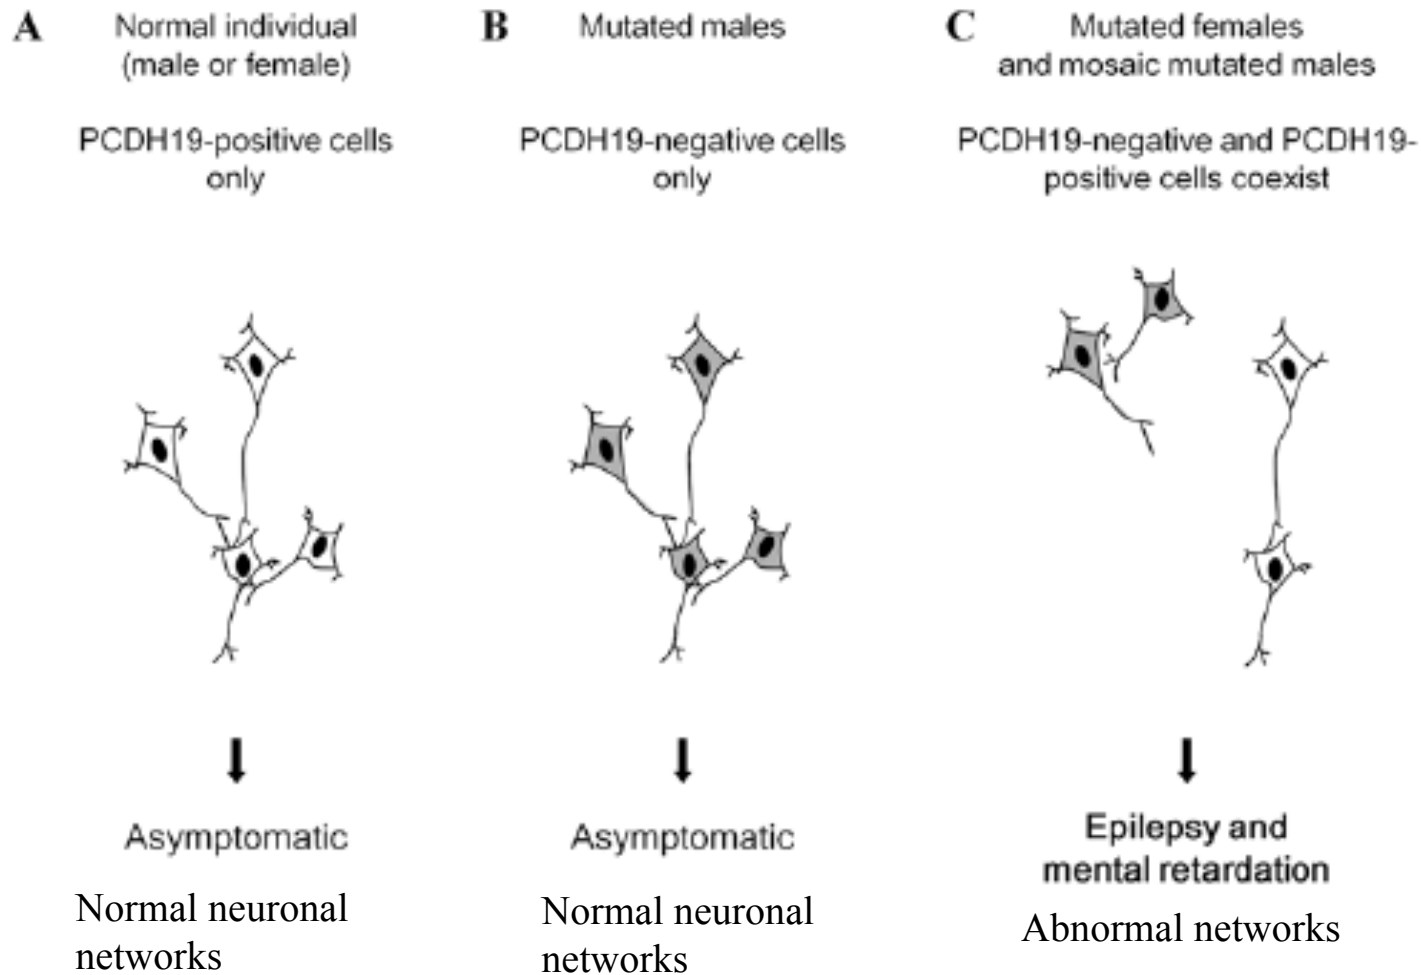 A
Normal individual
(male or female)
PCDH19-positive cells
only
Asymptomatic
Normal neuronal
networks
B
Mutated males
PCDH19-negative cells
only
Asymptomatic
Normal neuronal
networks
C
Mutated females
and mosaic mutated males
PCDH19-negative and PCDH19-
positive cells coexist
Epilepsy and
mental retardation
Abnormal networks